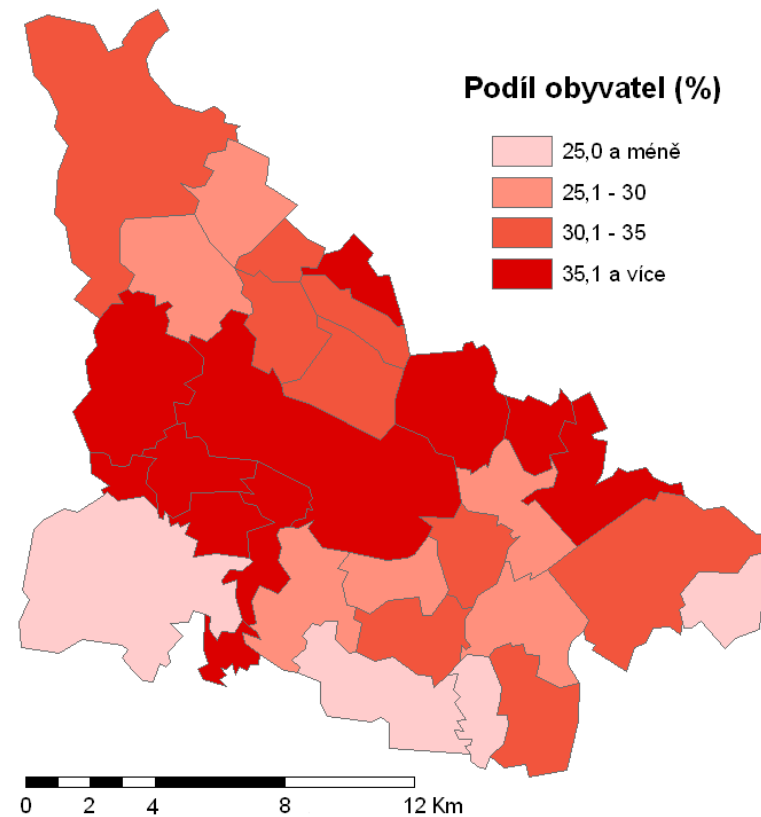 Podíl obyvatel (%)
25,0 a méně
25,1 - 30
30,1 - 35
35,1 a více
0 2 4 8 12 Km